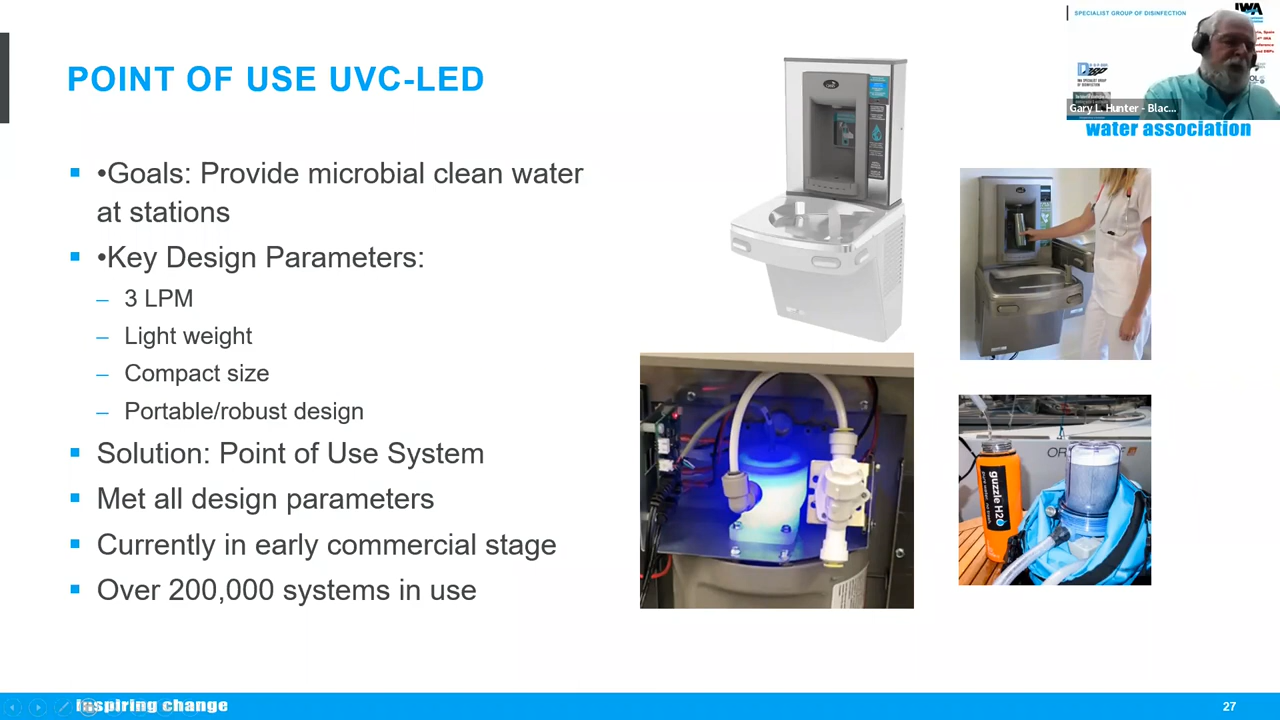 SPECIALIST GROUP OF DISINFECTION
IWA
Gary L. Hunter - Blac...
water association
POINT OF USE UVC-LED
•Goals: Provide microbial clean water
at stations
•Key Design Parameters:
– 3 LPM
– Light weight
– Compact size
– Portable/robust design
Solution: Point of Use System
Met all design parameters
Currently in early commercial stage
Over 200,000 systems in use
guzzle H2O
inspiring change
27